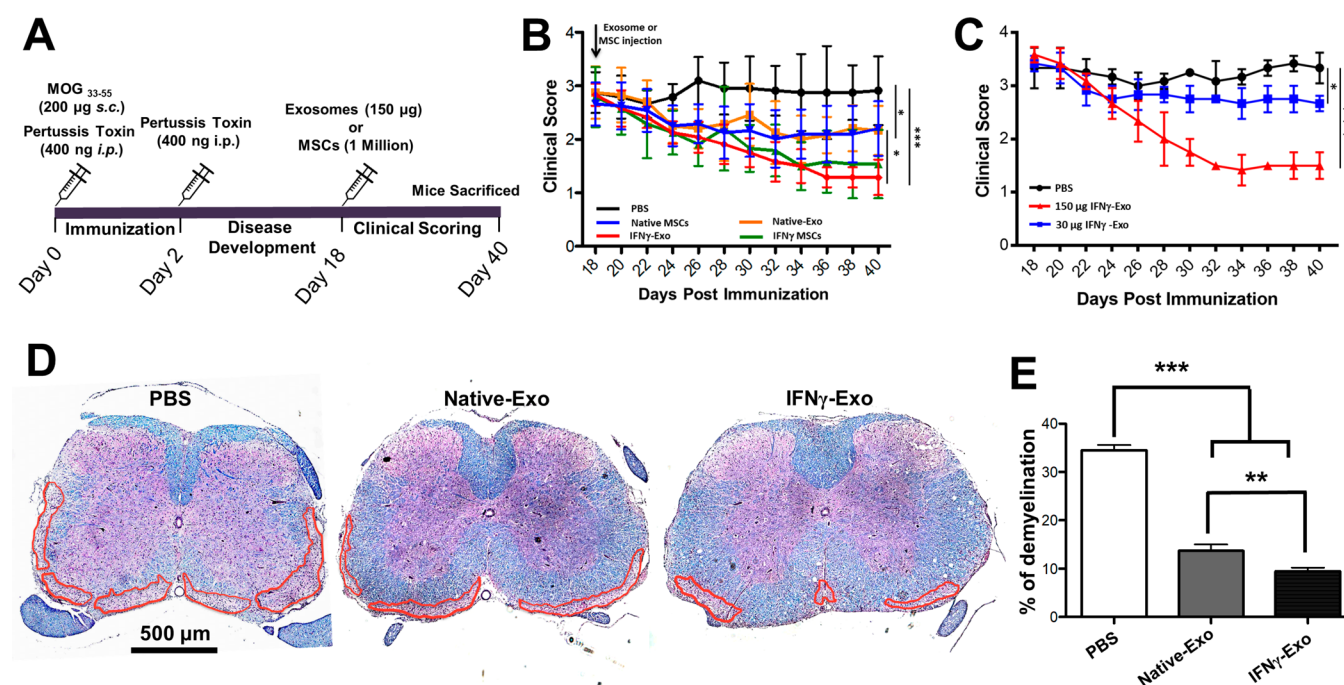 A
MOG 33-55
(200 µg s.c.)
Pertussis Toxin
(400 ng i.p.)
Pertussis Toxin
(400 ng i.p.)
Exosomes (150 µg)
or
MSCs (1 Million)
Mice Sacrificed
Immunization
Disease
Development
Clinical Scoring
Day 0
Day 2
Day 18
Day 40
B
Exosome or
MSC injection
Clinical Score
4
3
2
1
0
*
*
***
PBS
Native MSCs
IFNγ-Exo
Native-Exo
IFNγ MSCs
18 20 22 24 26 28 30 32 34 36 38 40
Days Post Immunization
C
Clinical Score
4
3
2
1
0
*
PBS
150 µg IFNγ-Exo
30 µg IFNγ -Exo
18 20 22 24 26 28 30 32 34 36 38 40
Days Post Immunization
D
PBS
Native-Exo
IFNγ-Exo
500 µm
E
***
**
% of demyelination
40
30
20
10
0
PBS
Native-Exo
IFNγ-Exo